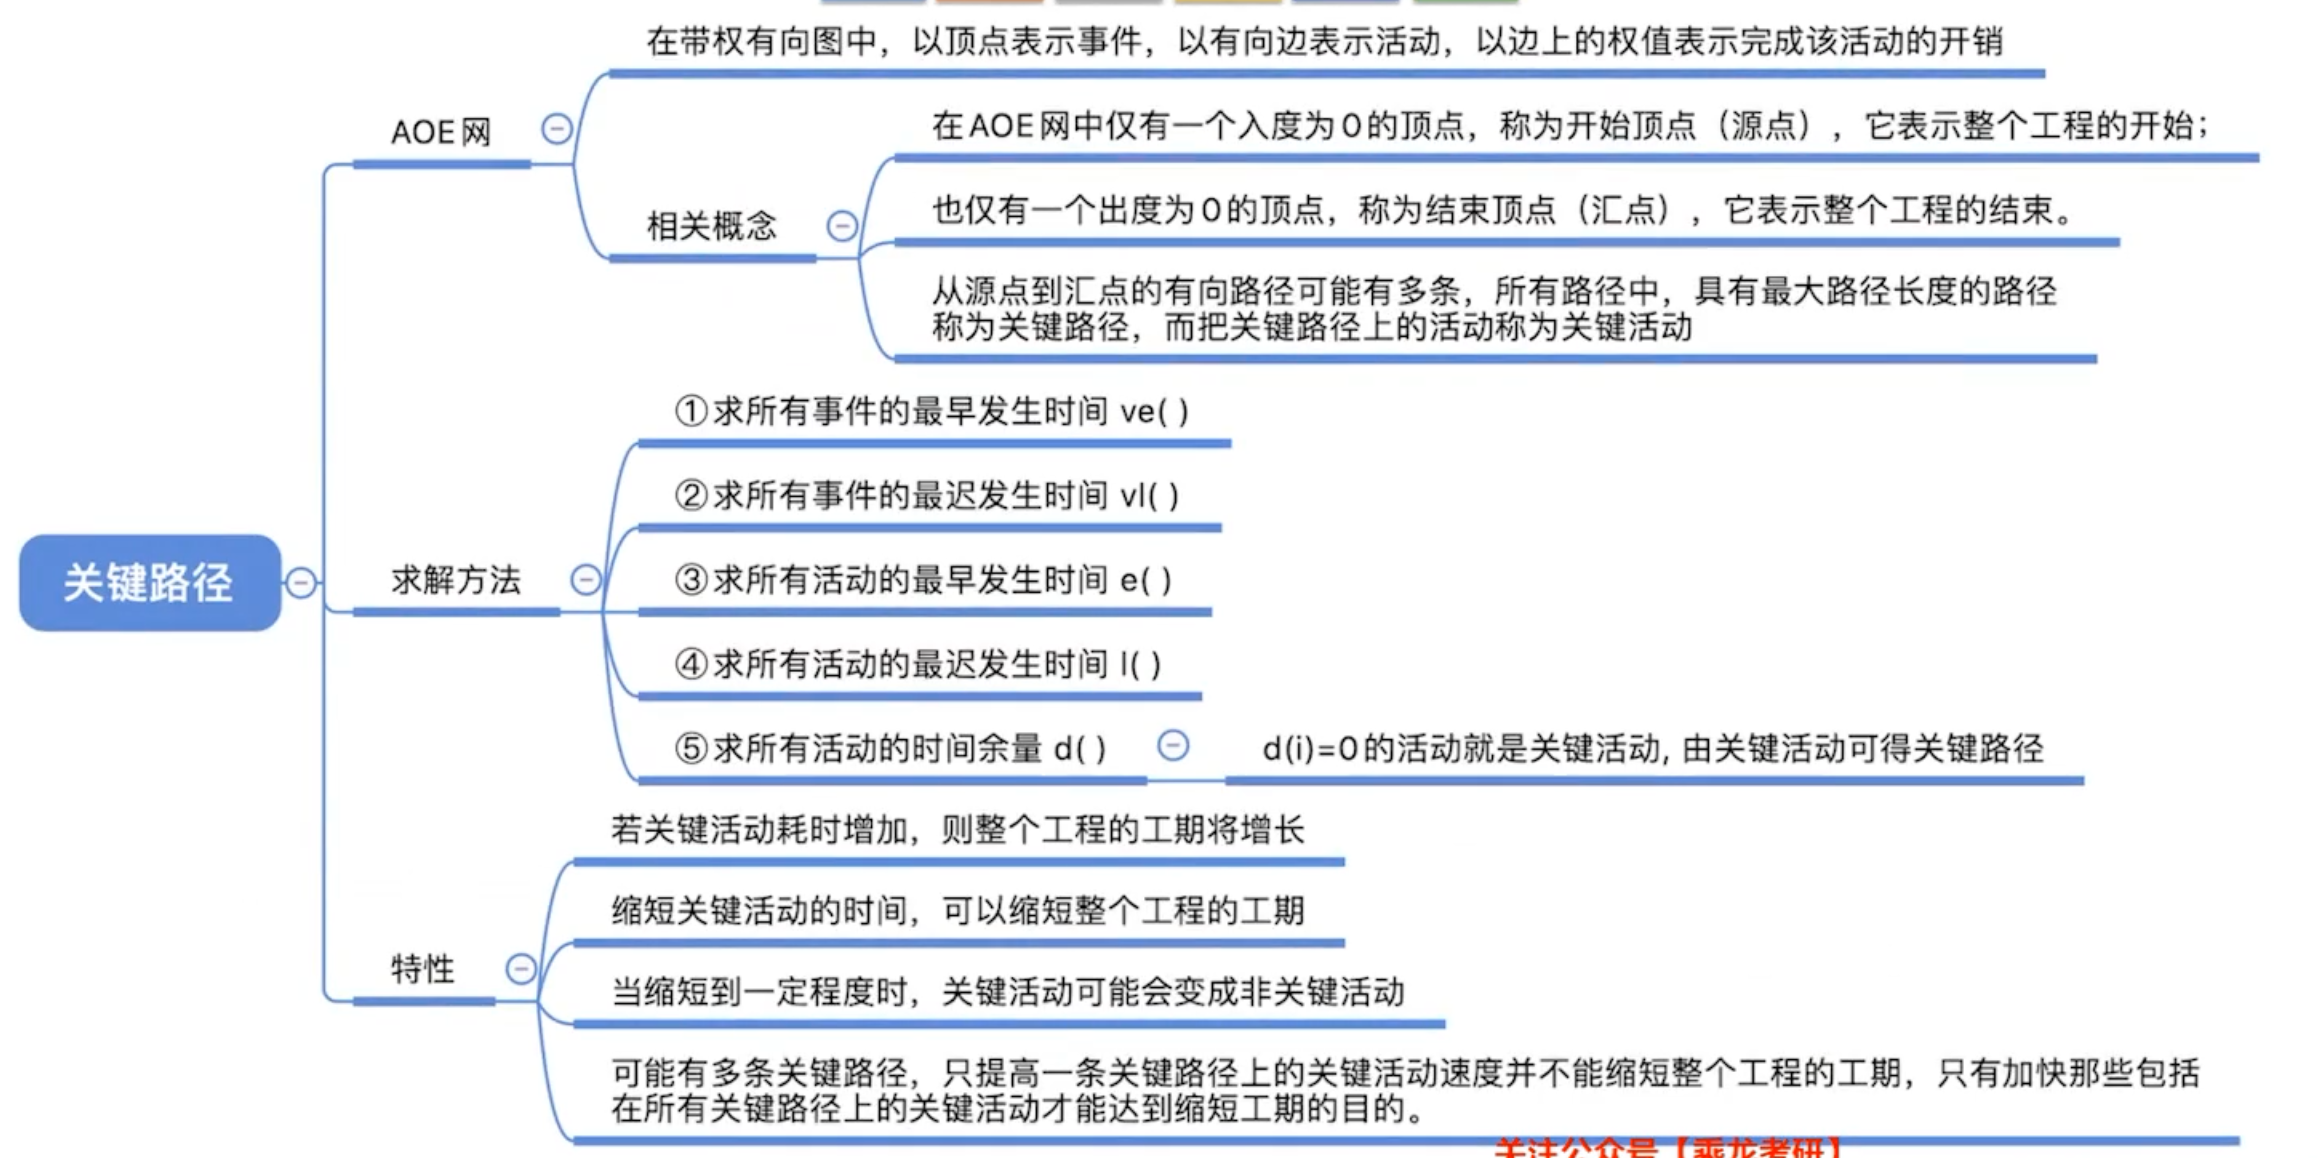 在带权有向图中，以顶点表示事件，以有向边表示活动，以边上的权值表示完成该活动的开销
AOE网
在AOE网中仅有一个入度为0的顶点，称为开始顶点（源点），它表示整个工程的开始；
相关概念
也仅有一个出度为0的顶点，称为结束顶点（汇点），它表示整个工程的结束。
从源点到汇点的有向路径可能有多条，所有路径中，具有最大路径长度的路径
称为关键路径，而把关键路径上的活动称为关键活动
关键路径
求解方法
①求所有事件的最早发生时间 ve( )
②求所有事件的最迟发生时间 vl( )
③求所有活动的最早发生时间 e( )
④求所有活动的最迟发生时间 l( )
⑤求所有活动的时间余量 d( )
d(i)=0的活动就是关键活动, 由关键活动可得关键路径
特性
若关键活动耗时增加，则整个工程的工期将增长
缩短关键活动的时间，可以缩短整个工程的工期
当缩短到一定程度时，关键活动可能会变成非关键活动
可能有多条关键路径，只提高一条关键路径上的关键活动速度并不能缩短整个工程的工期，只有加快那些包括
在所有关键路径上的关键活动才能达到缩短工期的目的。
关注公众号【乘龙考研】